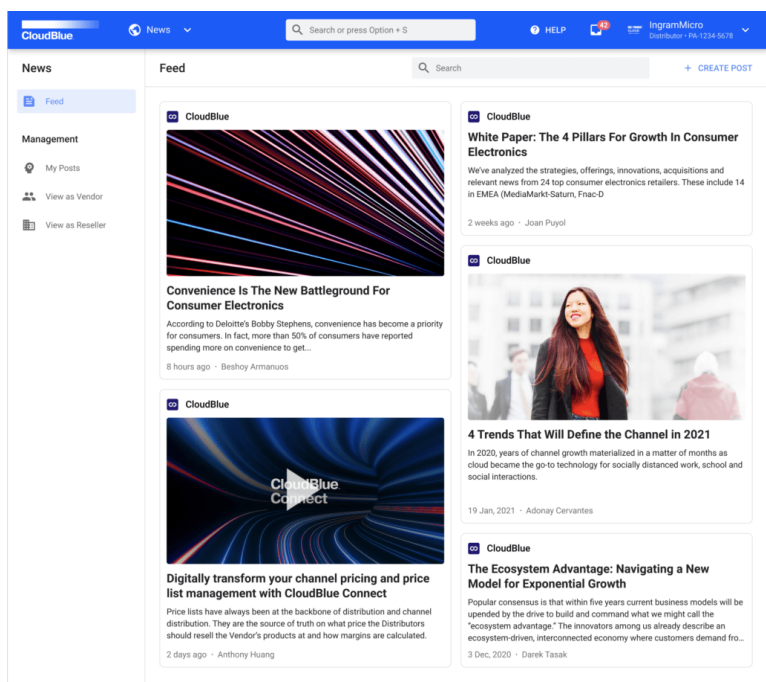 CloudBlue
News
Search or press Option + S
HELP
42
IngramMicro
Distributor • PA-1234-5678
News
Feed
Search
+ CREATE POST
Feed
Management
My Posts
View as Vendor
View as Reseller
CloudBlue
Convenience Is The New Battleground For
Consumer Electronics
According to Deloitte's Bobby Stephens, convenience has become a priority
for consumers. In fact, more than 50% of consumers have reported
spending more on convenience to get...
8 hours ago • Beshoy Armanuos
CloudBlue
CloudBlue
Connect
Digitally transform your channel pricing and price
list management with CloudBlue Connect
Price lists have always been at the backbone of distribution and channel
distribution. They are the source of truth on what price the Distributors
should resell the Vendor's products at and how margins are calculated.
2 days ago • Anthony Huang
CloudBlue
White Paper: The 4 Pillars For Growth In Consumer
Electronics
We've analyzed the strategies, offerings, innovations, acquisitions and
relevant news from 24 top consumer electronics retailers. These include 14
in EMEA (MediaMarkt-Saturn, Fnac-D
2 weeks ago • Joan Puyol
CloudBlue
4 Trends That Will Define the Channel in 2021
In 2020, years of channel growth materialized in a matter of months as
cloud became the go-to technology for socially distanced work, school and
social interactions.
19 Jan, 2021 • Adonay Cervantes
CloudBlue
The Ecosystem Advantage: Navigating a New
Model for Exponential Growth
Popular consensus is that within five years current business models will be
upended by the drive to build and command what we might call the
“ecosystem advantage.” The innovators among us already describe an
ecosystem-driven, interconnected economy where customers demand fro...
3 Dec, 2020 • Darek Tasak